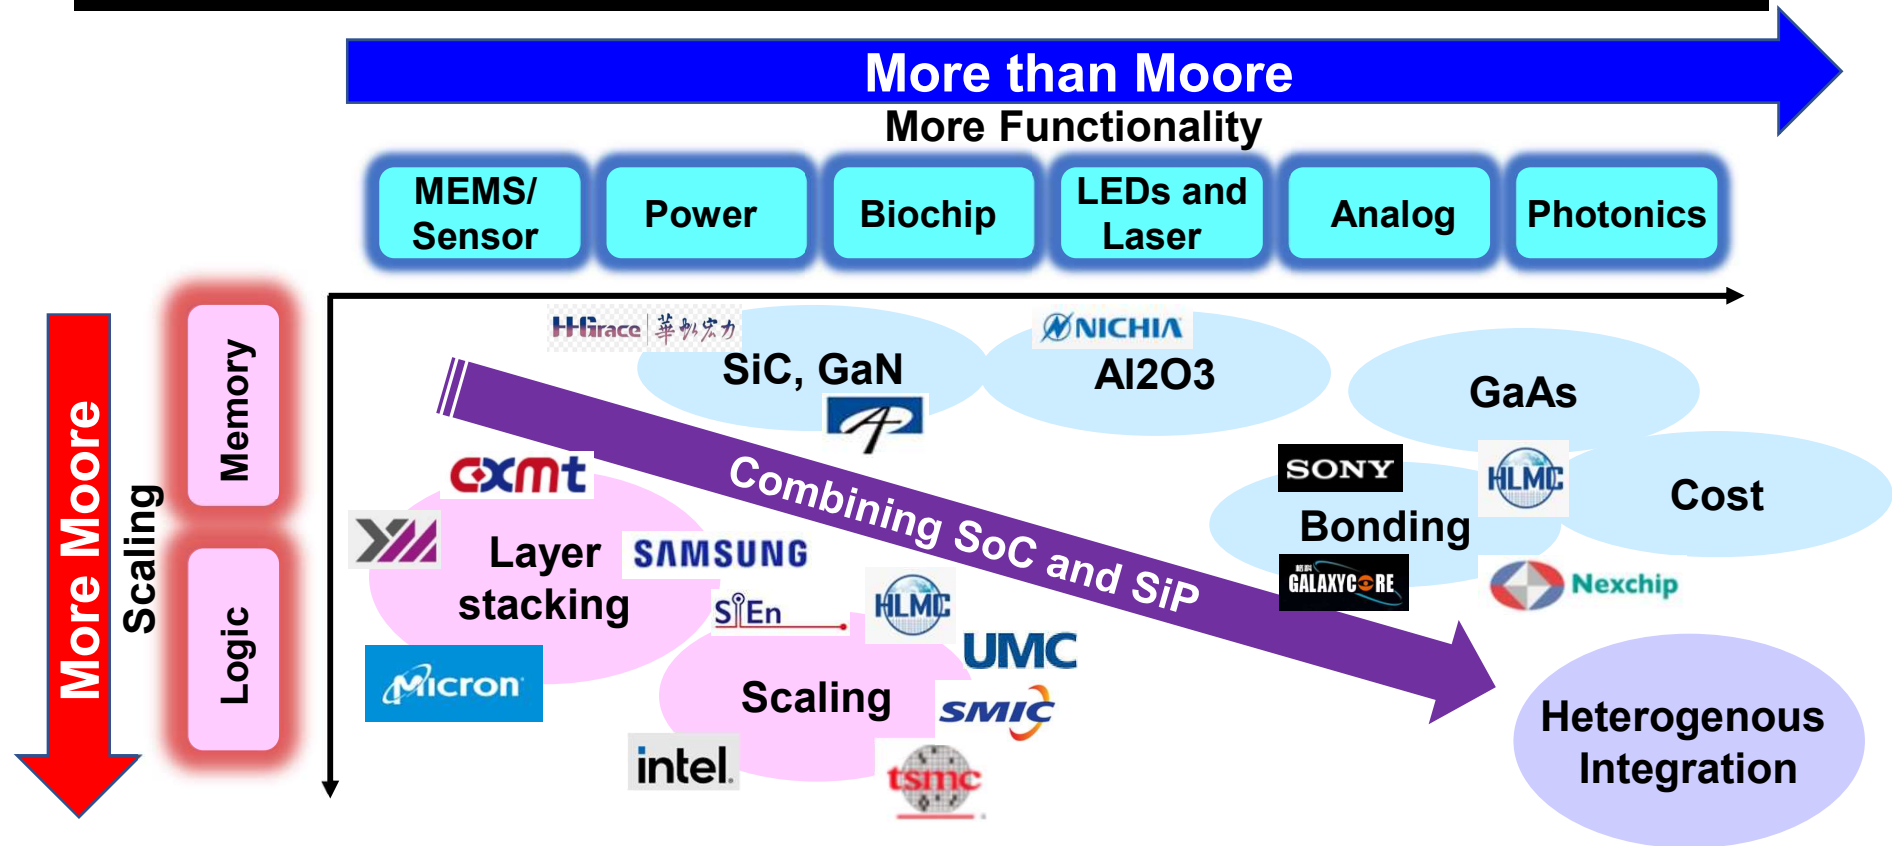 More than Moore
More Functionality
MEMS/
Sensor
Power
Biochip
LEDs and
Laser
Analog
Photonics
More Moore
Scaling
Memory
Logic
HHGrace 華虹宏力
SiC, GaN
NICHIA
Al2O3
GaAs
Combining SoC and SiP
cxmt
Layer
stacking
SAMSUNG
SiEn
HLMC
UMC
Micron
Scaling
SMIC
intel.
tsmc
SONY
HLMC
Bonding
Cost
GALAXYCORE
Nexchip
Heterogenous
Integration